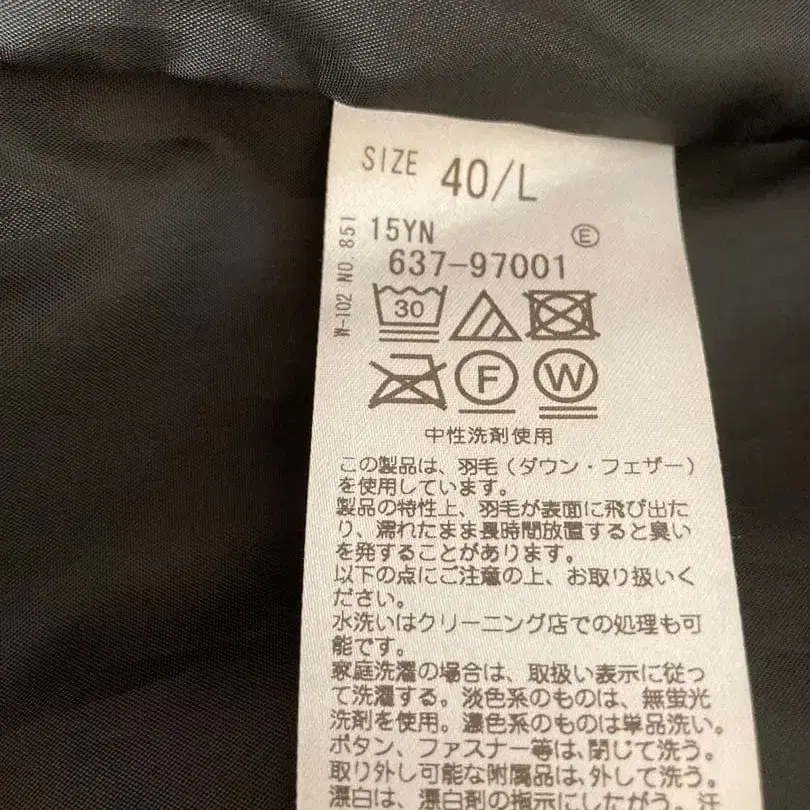 SIZE 40/L
W-102 NO.851
15YN Ⓔ
637-97001
30
F W
中性洗剤使用
この製品は、羽毛（ダウン・フェザー）
を使用しています。
製品の特性上、羽毛が表面に飛び出た
り、濡れたまま長時間放置すると臭い
を発することがあります。
以下の点にご注意の上、お取り扱いく
ださい。
水洗いはクリーニング店での処理も可
能です。
家庭洗濯の場合は、取扱い表示に従っ
て洗濯する。淡色系のものは、無蛍光
洗剤を使用。濃色系のものは単品洗い。
ボタン、ファスナー等は、閉じて洗う。
取り外し可能な附属品は、外して洗う。
漂白は、漂白剤の指示にしたがう。汗